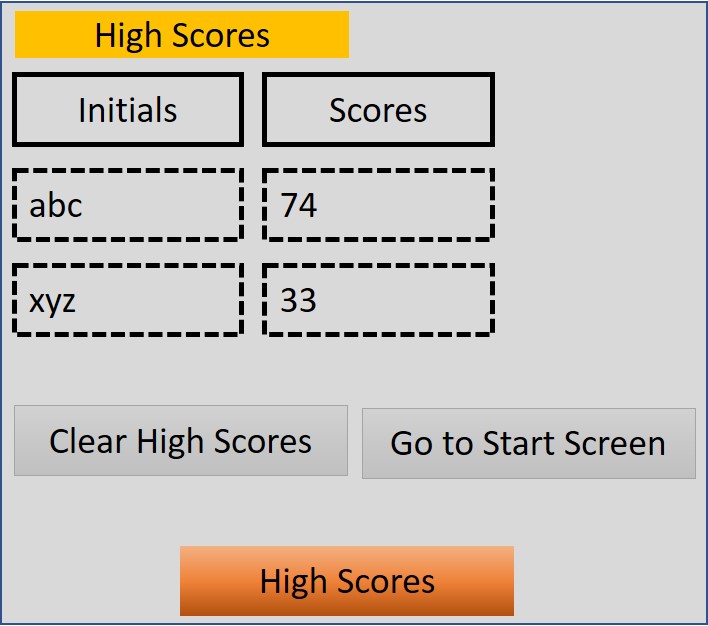 High Scores
Initials Scores
abc 74
xyz 33
Clear High Scores Go to Start Screen
High Scores